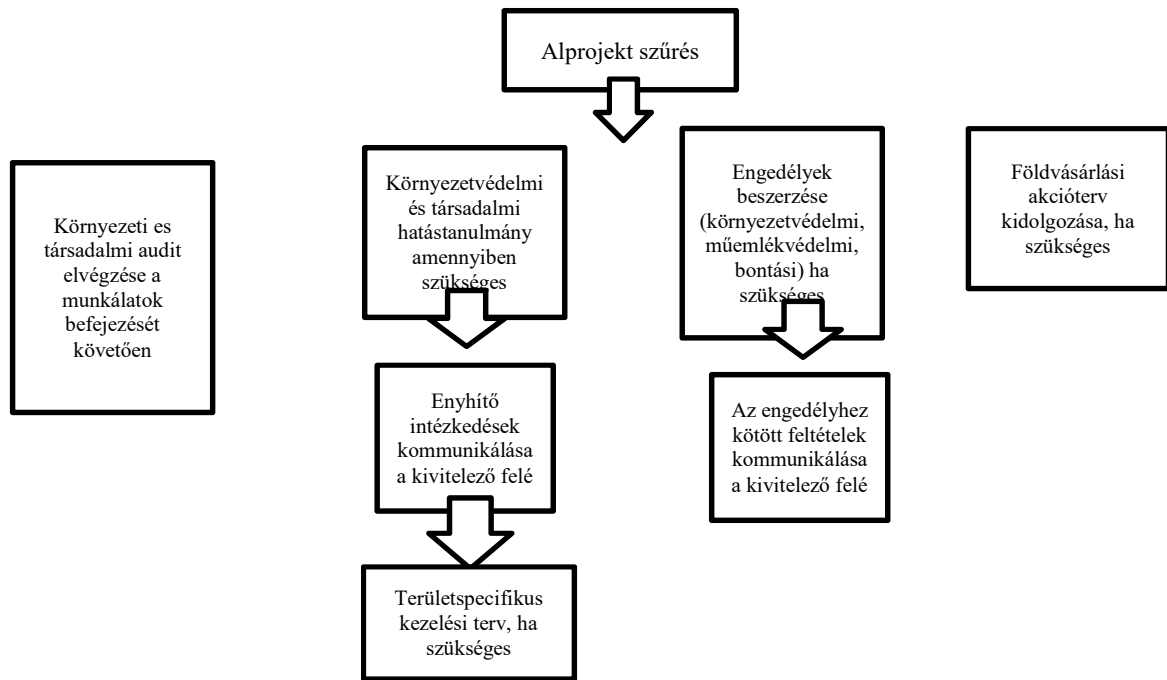 Alprojekt szűrés
Környezeti es
társadalmi audit
elvégzése a
munkálatok
befejezését
követően
Környezetvédelmi
és társadalmi
hatástanulmány
amennyiben
szükséges
Engedélyek
beszerzése
(környezetvédelmi,
műemlékvédelmi,
bontási) ha
szükséges
Földvásárlási
akcióterv
kidolgozása, ha
szükséges
Enyhítő
intézkedések
kommunikálása
a kivitelező felé
Az engedélyhez
kötött feltételek
kommunikálása
a kivitelező felé
Területspecifikus
kezelési terv, ha
szükséges